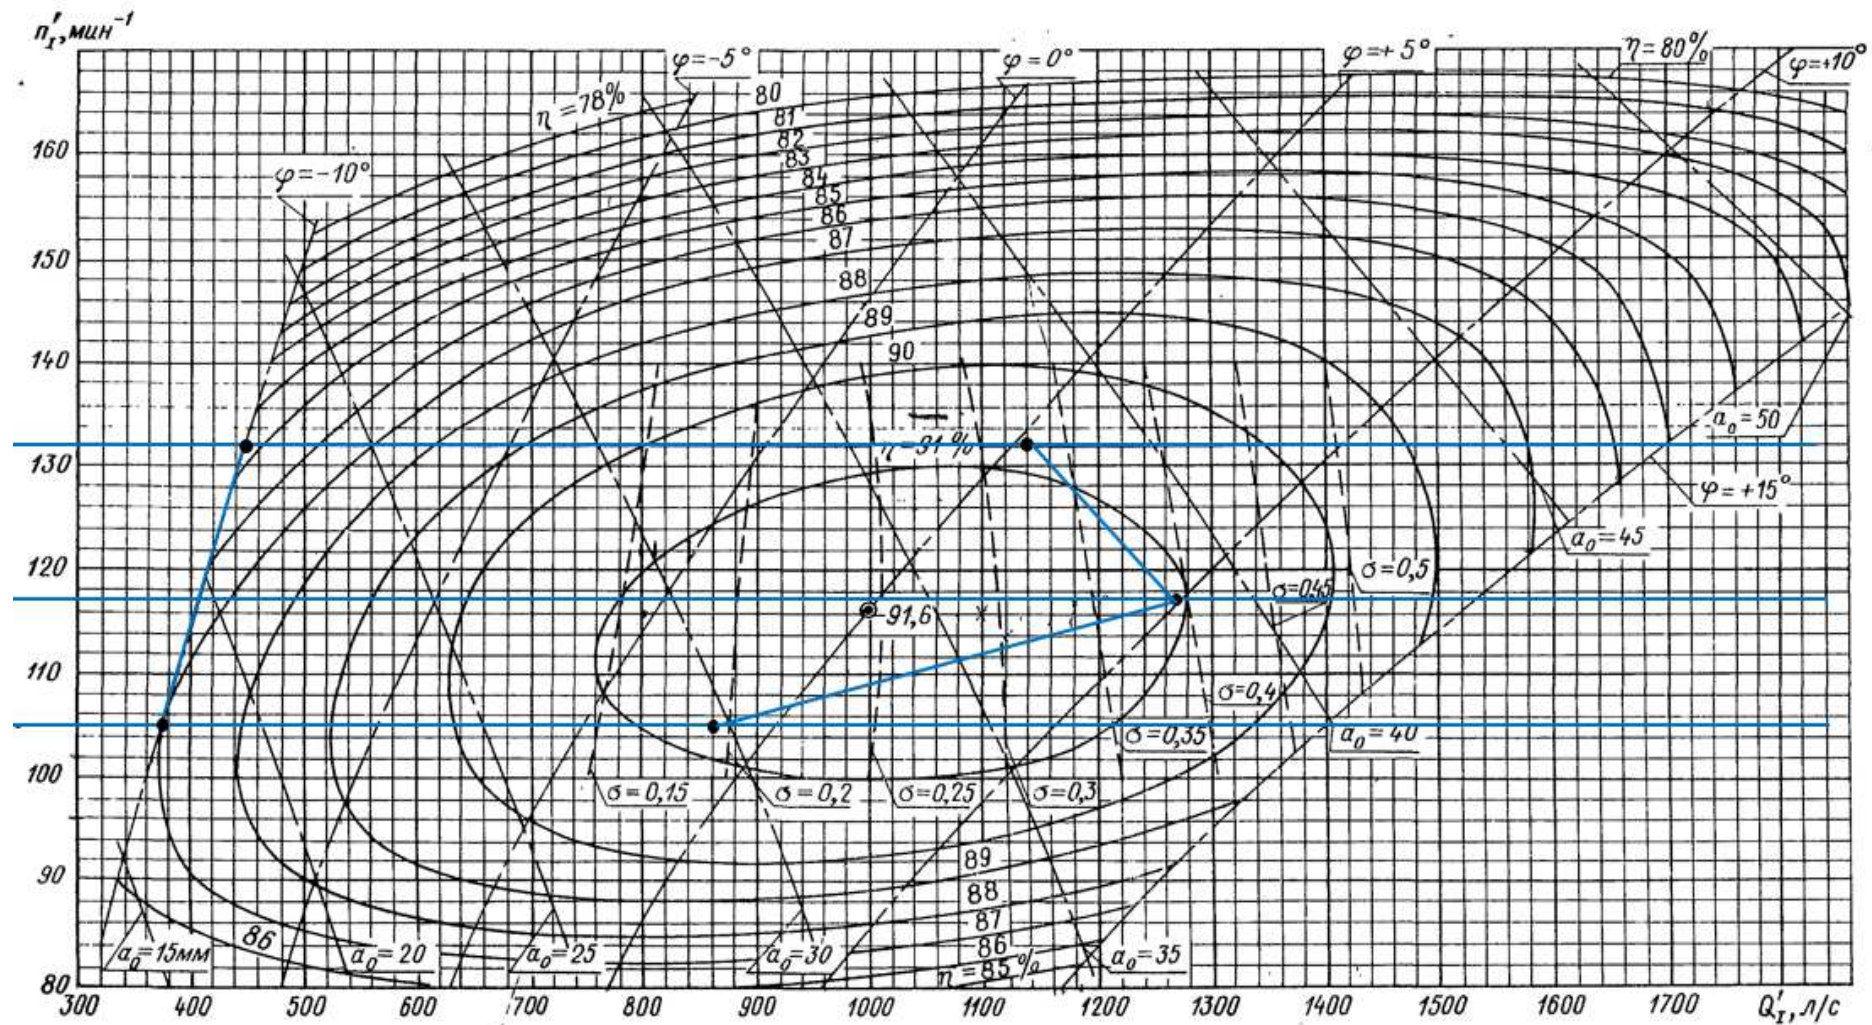 n'I, мин⁻¹
φ=-5°
φ=0°
φ=+5°
η=80%
φ=+10°
η=78%
80
81
82
83
84
85
86
87
88
89
90
φ=-10°
160
150
140
130
120
110
100
90
80
η=91%
91,6
a₀=50
φ=+15°
a₀=45
σ=0,5
σ=0,45
σ=0,4
σ=0,35
a₀=40
σ=0,15
σ=0,2
σ=0,25
σ=0,3
89
88
87
86
η=85%
86
a₀=15мм
a₀=20
a₀=25
a₀=30
a₀=35
300 400 500 600 700 800 900 1000 1100 1200 1300 1400 1500 1600 1700 Q'I, л/с